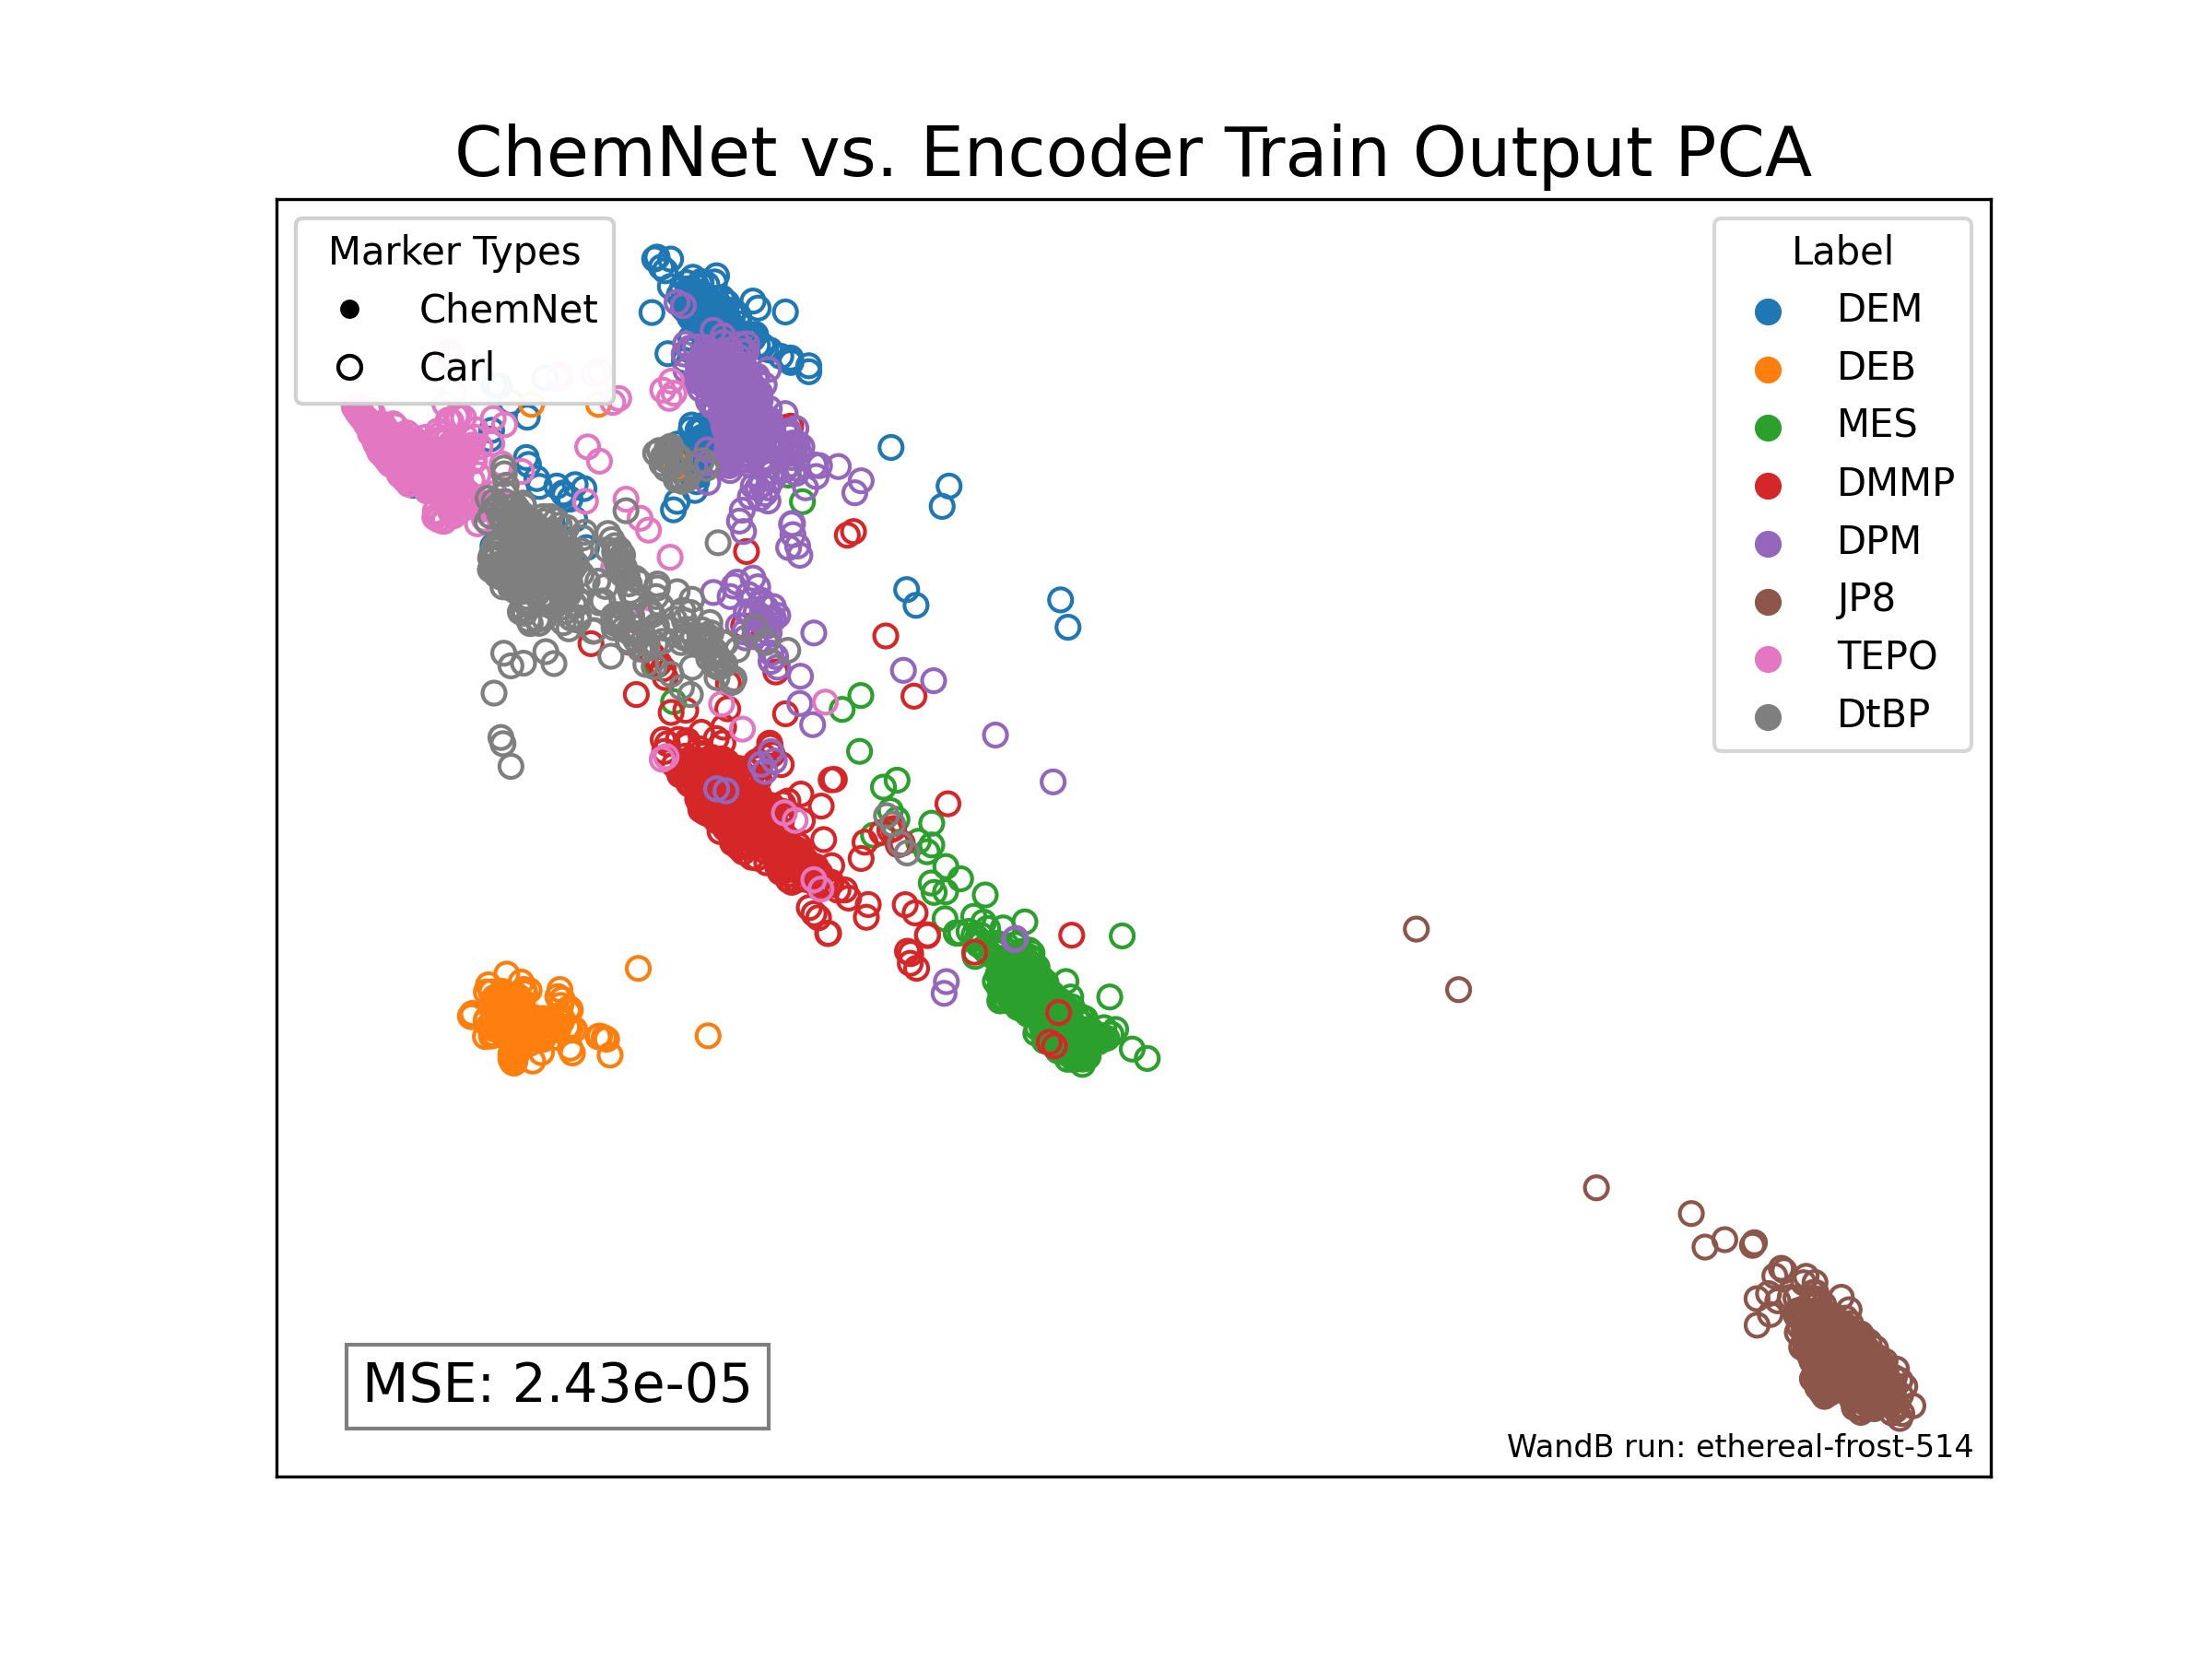 ChemNet vs. Encoder Train Output PCA
Marker Types
ChemNet
Carl
Label
DEM
DEB
MES
DMMP
DPM
JP8
TEPO
DtBP
MSE: 2.43e-05
WandB run: ethereal-frost-514